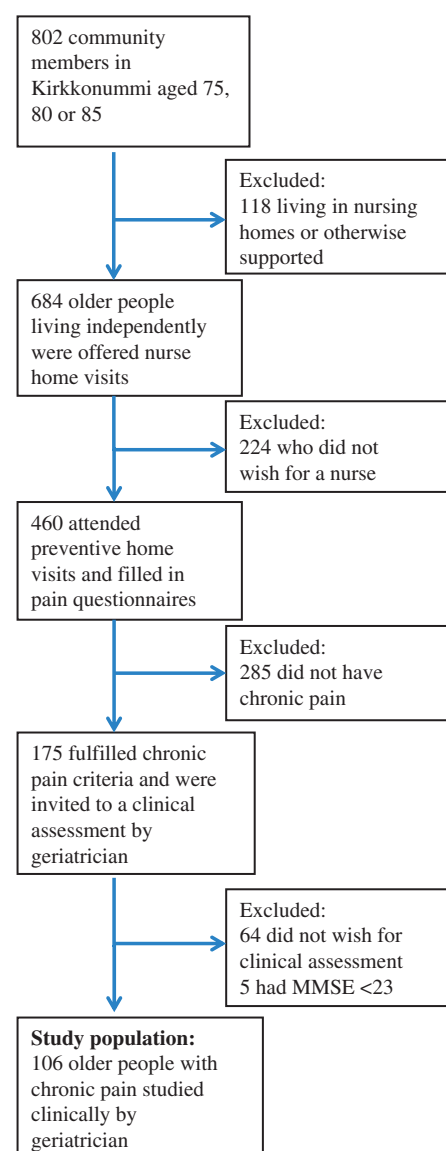 802 community
members in
Kirkkonummi aged 75,
80 or 85
Excluded:
118 living in nursing
homes or otherwise
supported
684 older people
living independently
were offered nurse
home visits
Excluded:
224 who did not
wish for a nurse
460 attended
preventive home
visits and filled in
pain questionnaires
Excluded:
285 did not have
chronic pain
175 fulfilled chronic
pain criteria and were
invited to a clinical
assessment by
geriatrician
Excluded:
64 did not wish for
clinical assessment
5 had MMSE <23
Study population:
106 older people with
chronic pain studied
clinically by
geriatrician